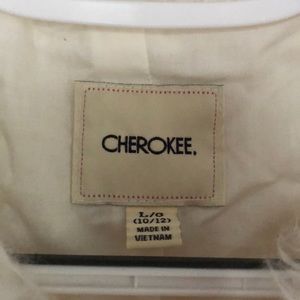 CHEROKEE.
L/G
(10/12)
MADE IN
VIETNAM